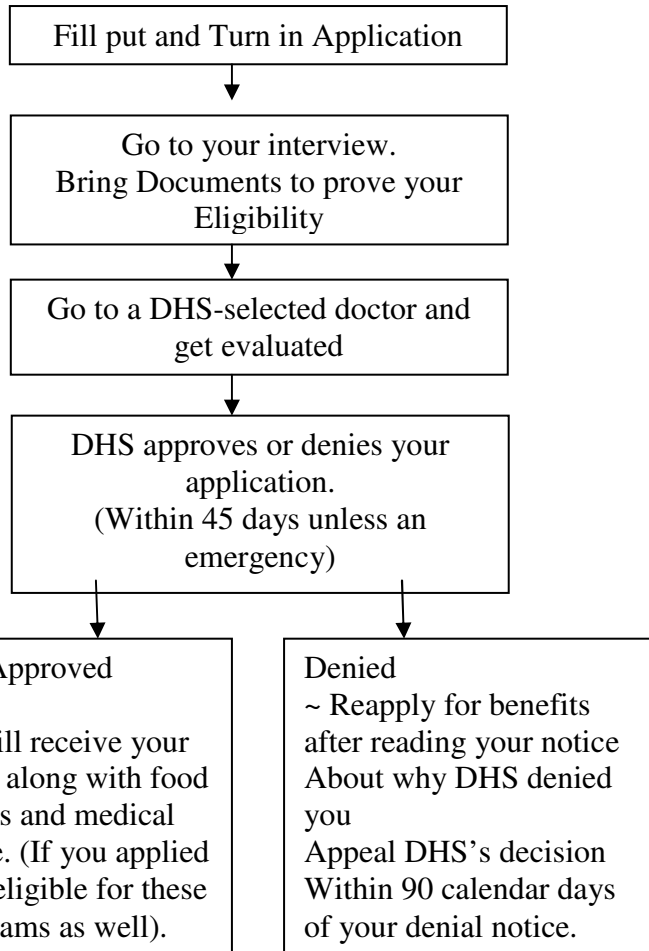 Fill put and Turn in Application
Go to your interview.
Bring Documents to prove your
Eligibility
Go to a DHS-selected doctor and
get evaluated
DHS approves or denies your
application.
(Within 45 days unless an
emergency)
Approved
receive your
along with food
and medical
(If you applied
eligible for these
as well).
Denied
~ Reapply for benefits
after reading your notice
About why DHS denied
you
Appeal DHS's decision
Within 90 calendar days
of your denial notice.